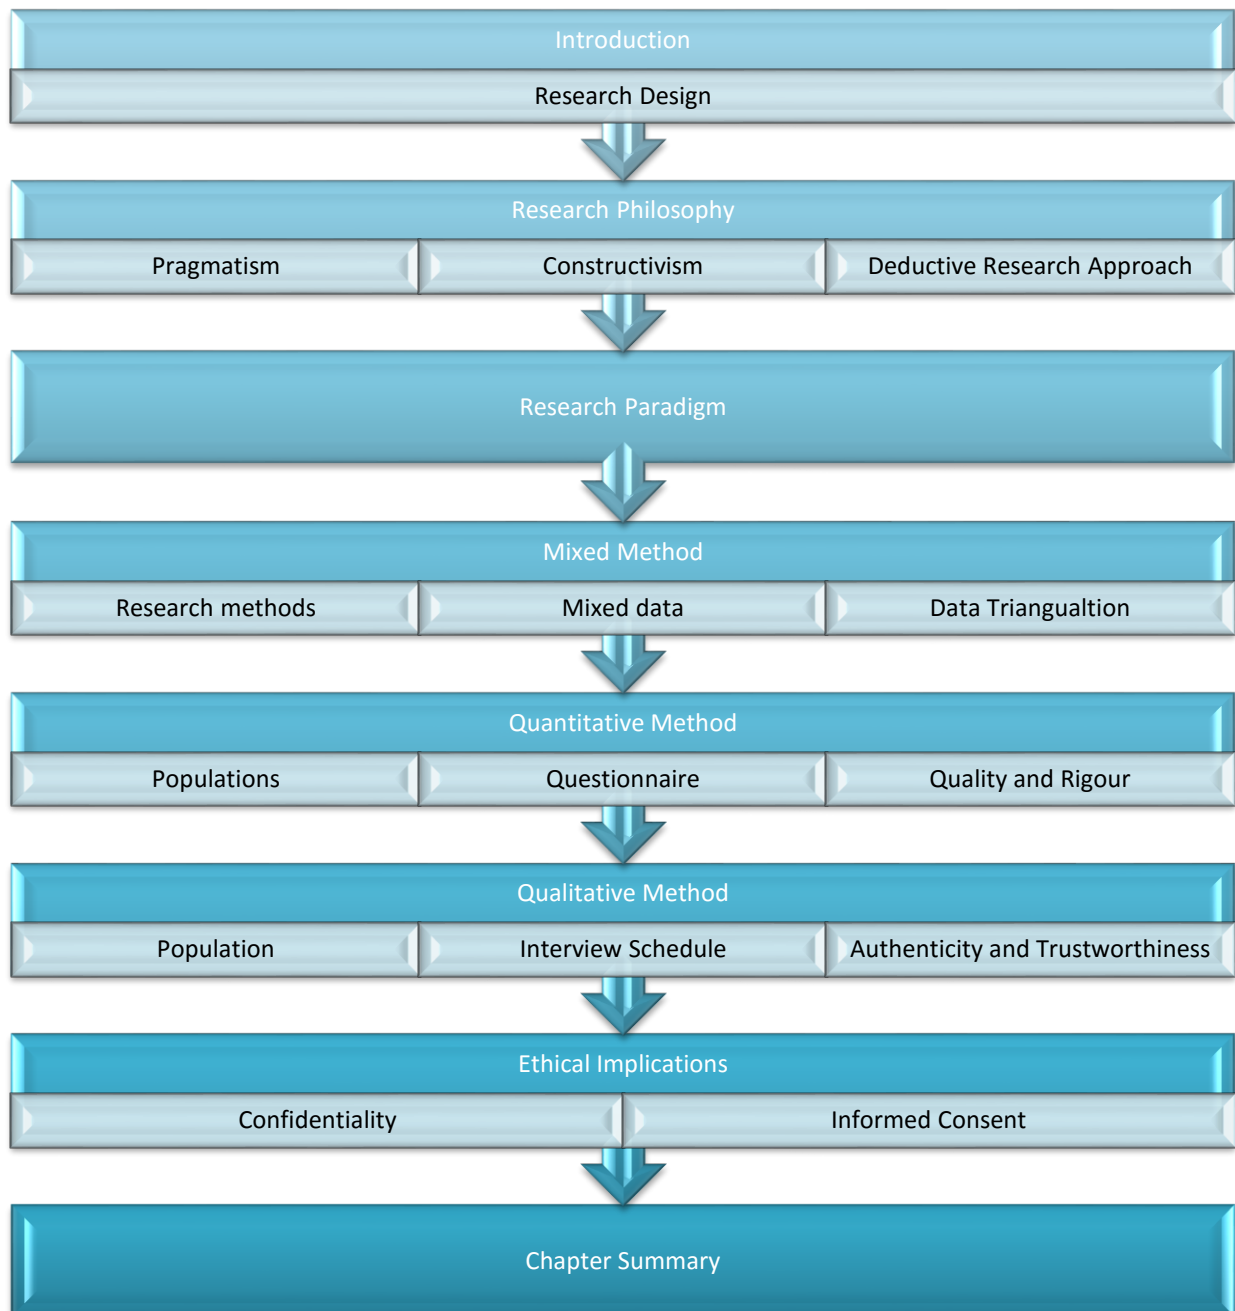 Introduction
Research Design
Research Philosophy
Pragmatism
Constructivism
Deductive Research Approach
Research Paradigm
Mixed Method
Research methods
Mixed data
Data Triangualtion
Quantitative Method
Populations
Questionnaire
Quality and Rigour
Qualitative Method
Population
Interview Schedule
Authenticity and Trustworthiness
Ethical Implications
Confidentiality
Informed Consent
Chapter Summary